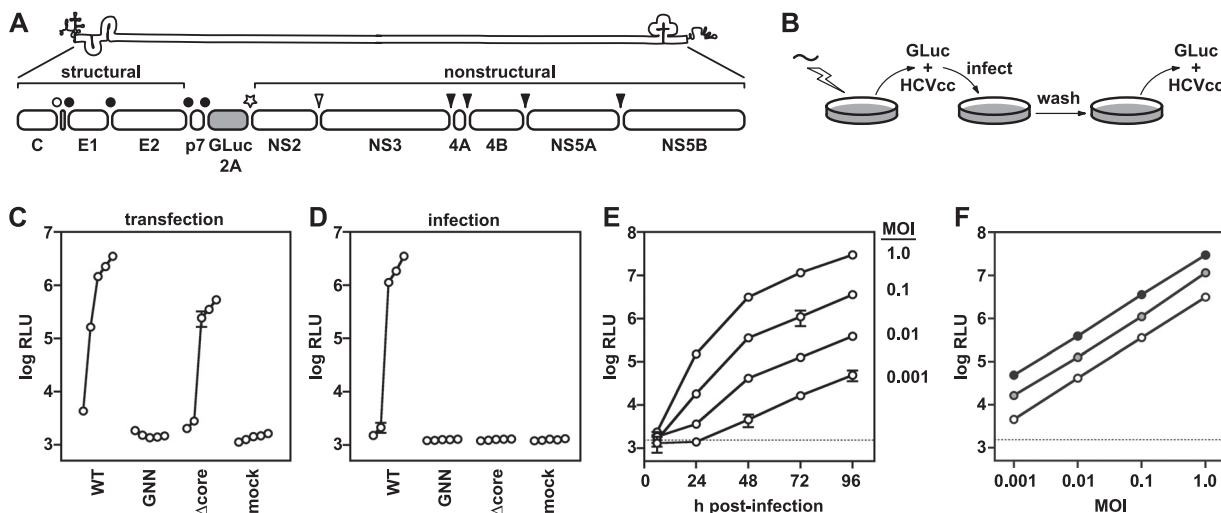 A
structural
nonstructural
C
E1
E2
p7
GLuc
2A
NS2
NS3
4A
4B
NS5A
NS5B
B
GLuc
+
HCVcc
infect
wash
GLuc
+
HCVcc
C
transfection
log RLU
7
6
5
4
3
WT
GNN
Δcore
mock
D
infection
log RLU
7
6
5
4
3
WT
GNN
Δcore
mock
E
log RLU
8
7
6
5
4
3
0
24
48
72
96
h post-infection
MOI
1.0
0.1
0.01
0.001
F
log RLU
8
7
6
5
4
3
0.001
0.01
0.1
1.0
MOI